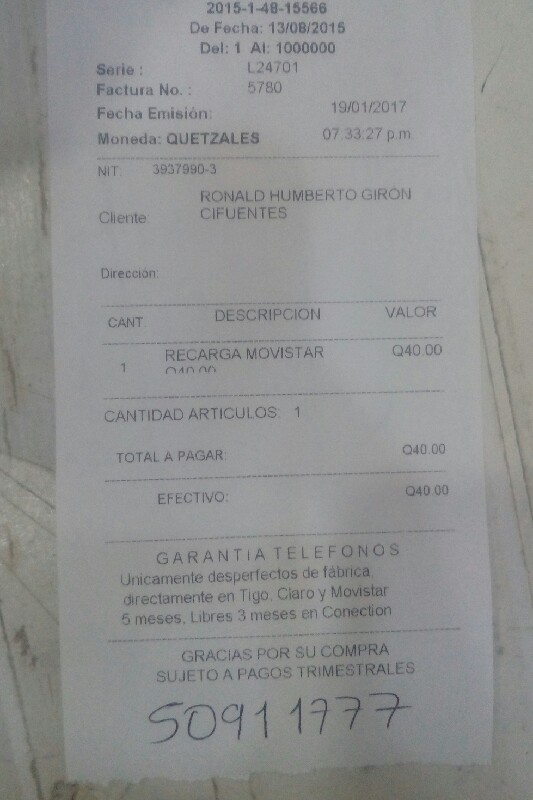 2015-1-48-15566
De Fecha: 13/08/2015
Del: 1 Al: 1000000
Serie : L24701
Factura No. : 5780
Fecha Emisión: 19/01/2017
Moneda: QUETZALES 07:33:27 p.m.
NIT: 3937990-3
Cliente: RONALD HUMBERTO GIRÓN
CIFUENTES
Dirección:
CANT. DESCRIPCION VALOR
1 RECARGA MOVISTAR Q40.00
Q40.00
CANTIDAD ARTICULOS: 1
TOTAL A PAGAR: Q40.00
EFECTIVO: Q40.00
GARANTIA TELEFONOS
Unicamente desperfectos de fábrica,
directamente en Tigo, Claro y Movistar
5 meses, Libres 3 meses en Conection
GRACIAS POR SU COMPRA
SUJETO A PAGOS TRIMESTRALES
50911777